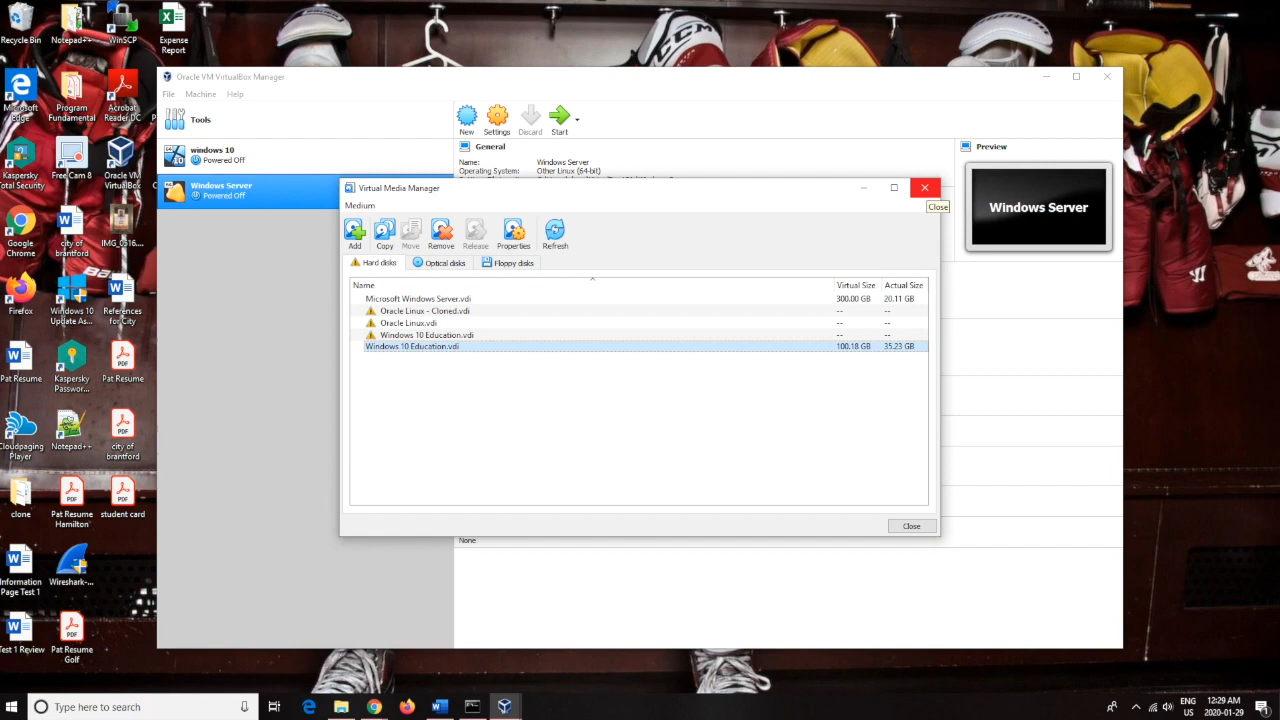 Recycle Bin
Notepad++
WinSCP
Expense
Report
Microsoft
Edge
Program
Fundamental
Acrobat
Reader DC
Kaspersky
Total Security
Free Cam 8
Oracle VM
VirtualBox
Google
Chrome
city of
brantford
IMG_0316....
Firefox
Windows 10
Update As...
References
for City
Pat Resume
Kaspersky
Passwor...
Pat Resume
Cloudpaging
Player
Notepad++
city of
brantford
clone
Pat Resume
Hamilton
student card
Information
Page Test 1
Wireshark-...
Test 1 Review
Pat Resume
Golf
Oracle VM VirtualBox Manager
File Machine Help
Tools
New Settings Discard Start
windows 10
Powered Off
Windows Server
Powered Off
General
Name: Windows Server
Operating System: Other Linux (64-bit)
Preview
Windows Server
Virtual Media Manager
Close
Medium
Add Copy Move Remove Release Properties Refresh
Hard disks Optical disks Floppy disks
Name Virtual Size Actual Size
Microsoft Windows Server.vdi 300.00 GB 20.11 GB
Oracle Linux - Cloned.vdi -- --
Oracle Linux.vdi -- --
Windows 10 Education.vdi -- --
Windows 10 Education.vdi 100.18 GB 35.23 GB
Close
None
Type here to search
ENG
US
12:29 AM
2020-01-29
1